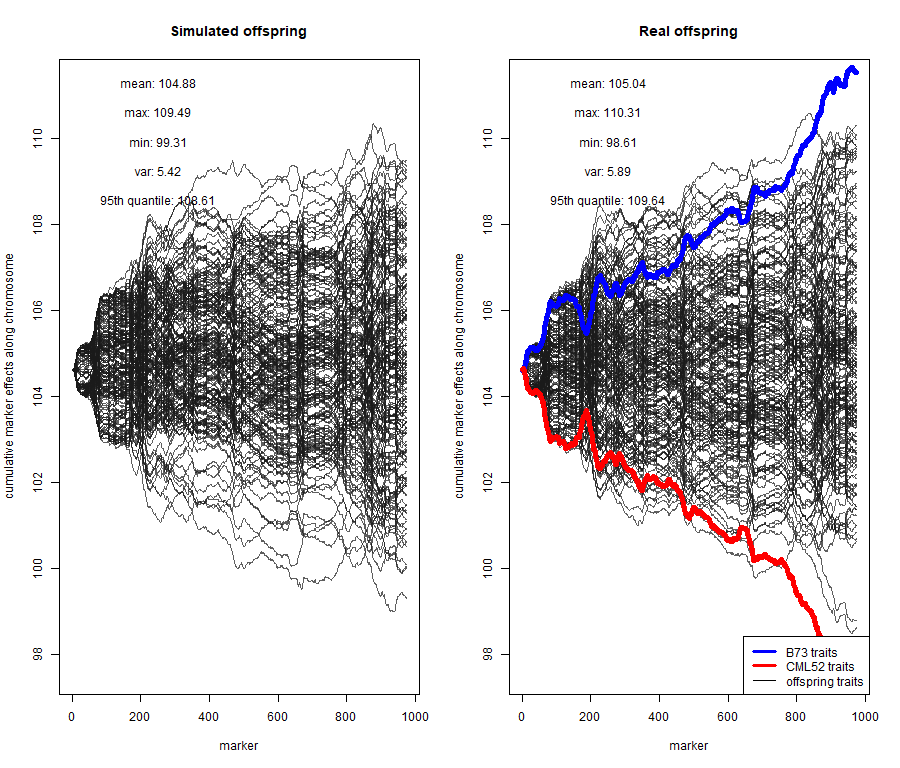 Simulated offspring
mean: 104.88
max: 109.49
min: 99.31
var: 5.42
95th quantile: 108.61
cumulative marker effects along chromosome
98
100
102
104
106
108
110
0
200
400
600
800
1000
marker
Real offspring
mean: 105.04
max: 110.31
min: 98.61
var: 5.89
95th quantile: 109.64
cumulative marker effects along chromosome
98
100
102
104
106
108
110
B73 traits
CML52 traits
offspring traits
0
200
400
600
800
1000
marker